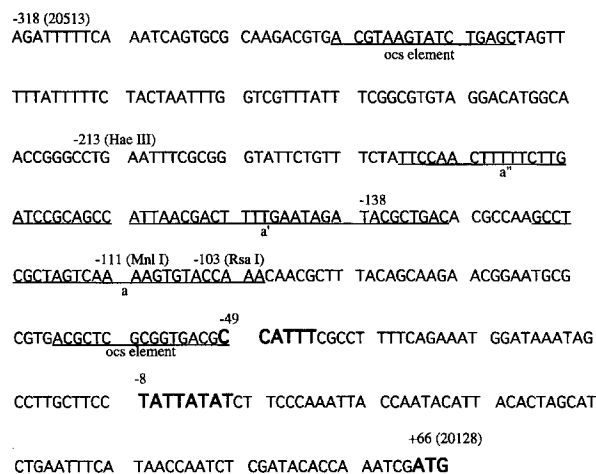 -318 (20513)
AGATTTTTCA AATCAGTGCG CAAGACGTGA CGTAAGTATC TGAGCTAGTT
ocs element
TTTATTTTTC TACTAATTTG GTCGTTTATT TCGGCGTGTA GGACATGGCA
-213 (Hae III)
ACCGGGCCTG AATTTCGCGG GTATTCTGTT TCTATTCCAA CTTTTTCTTG
a"
-138
ATCCGCAGCC ATTAACGACT TTTGAATAGA TACGCTGACA CGCCAAGCCT
a'
-111 (Mnl I) -103 (Rsa I)
CGCTAGTCAA AAGTGTACCA AACAACGCTT TACAGCAAGA ACGGAATGCG
a
-49
CGTGACGCTC GCGGTGACGC CATTTCGCCT TTTCAGAAAT GGATAAATAG
ocs element
-8
CCTTGCTTCC TATTATATCT TCCCAAATTA CCAATACATT ACACTAGCAT
+66 (20128)
CTGAATTTCA TAACCAATCT CGATACACCA AATCGATG